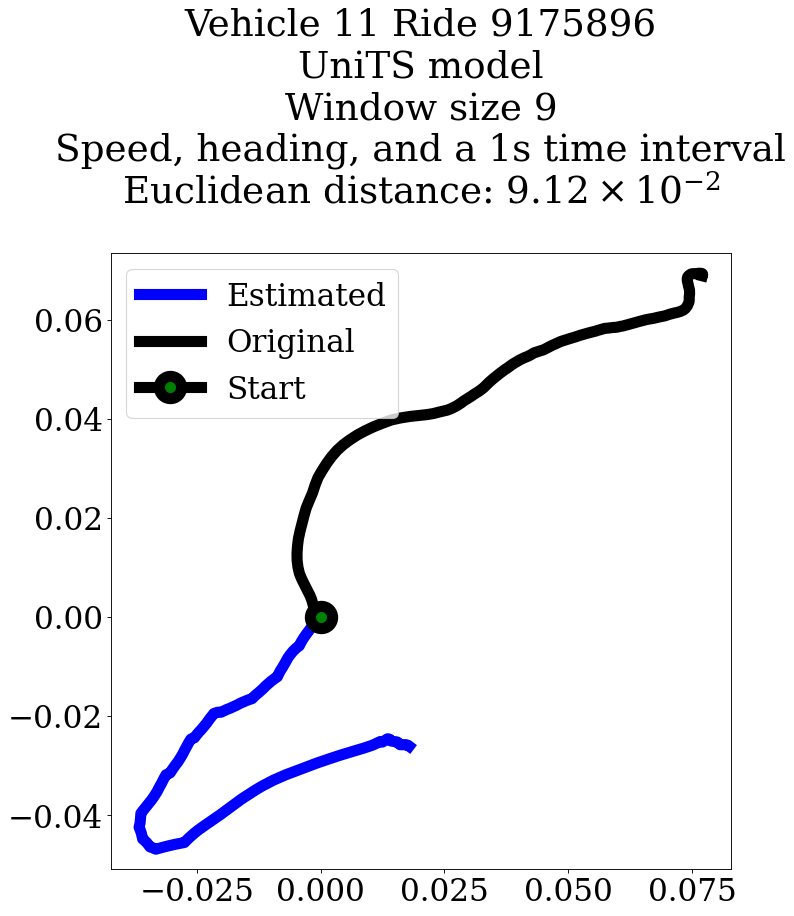 Vehicle 11 Ride 9175896
UniTS model
Window size 9
Speed, heading, and a 1s time interval
Euclidean distance: $9.12 × 10^{-2}$
Estimated
Original
Start
0.06
0.04
0.02
0.00
−0.02
−0.04
−0.025 0.000 0.025 0.050 0.075